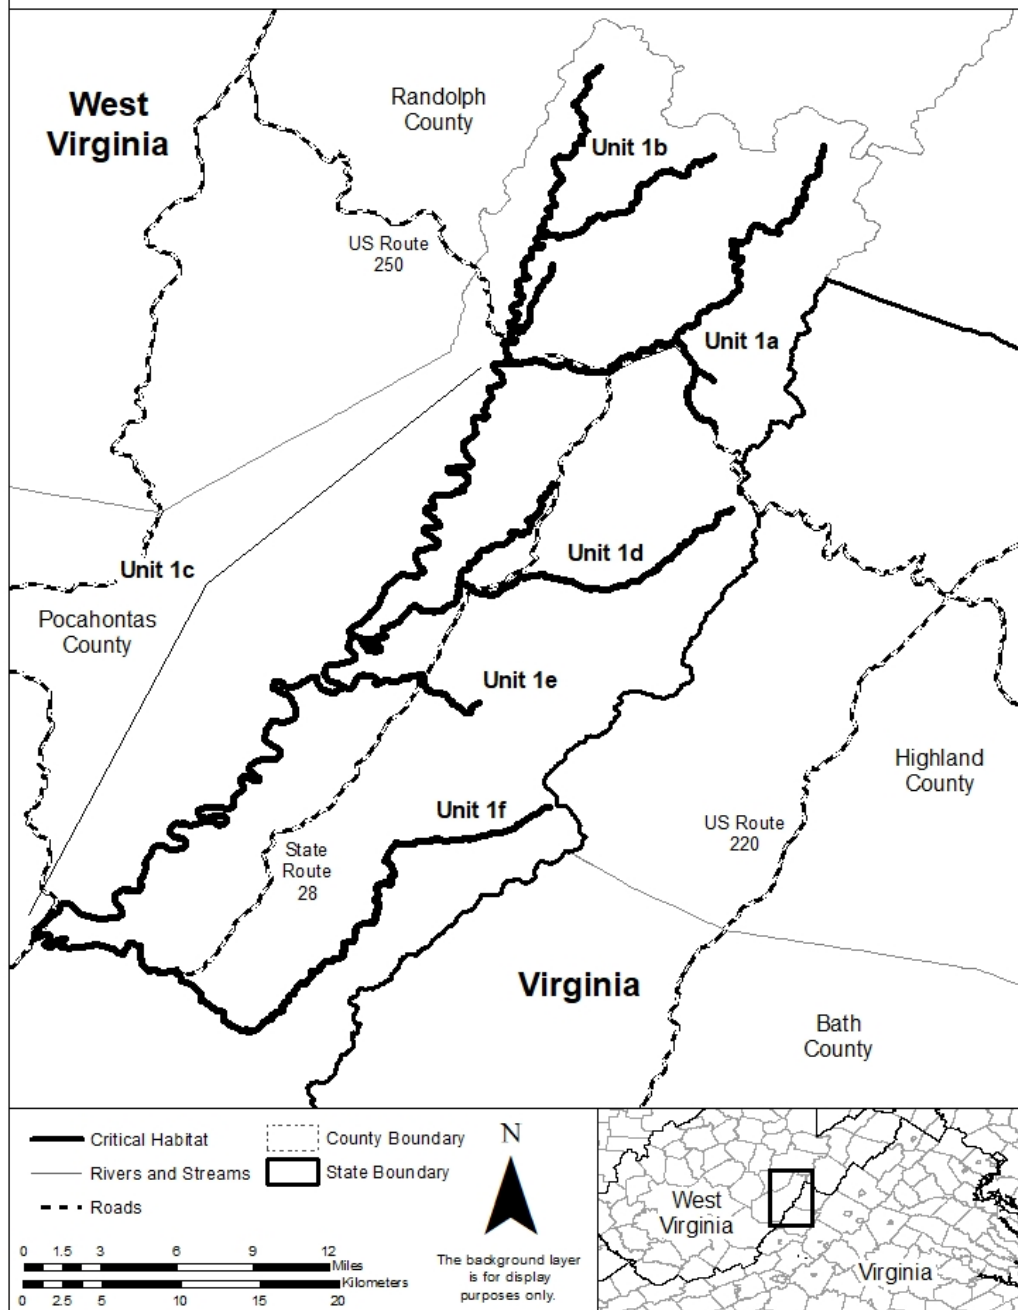 West
Virginia
Randolph
County
Unit 1b
US Route
250
Unit 1a
Unit 1d
Unit 1c
Pocahontas
County
Unit 1e
Highland
County
Unit 1f
US Route
220
State
Route
28
Virginia
Bath
County
Critical Habitat
County Boundary
N
Rivers and Streams
State Boundary
Roads
West
Virginia
Virginia
0 1.5 3 6 9 12
Miles
Kilometers
0 2.5 5 10 15 20
The background layer
is for display
purposes only.